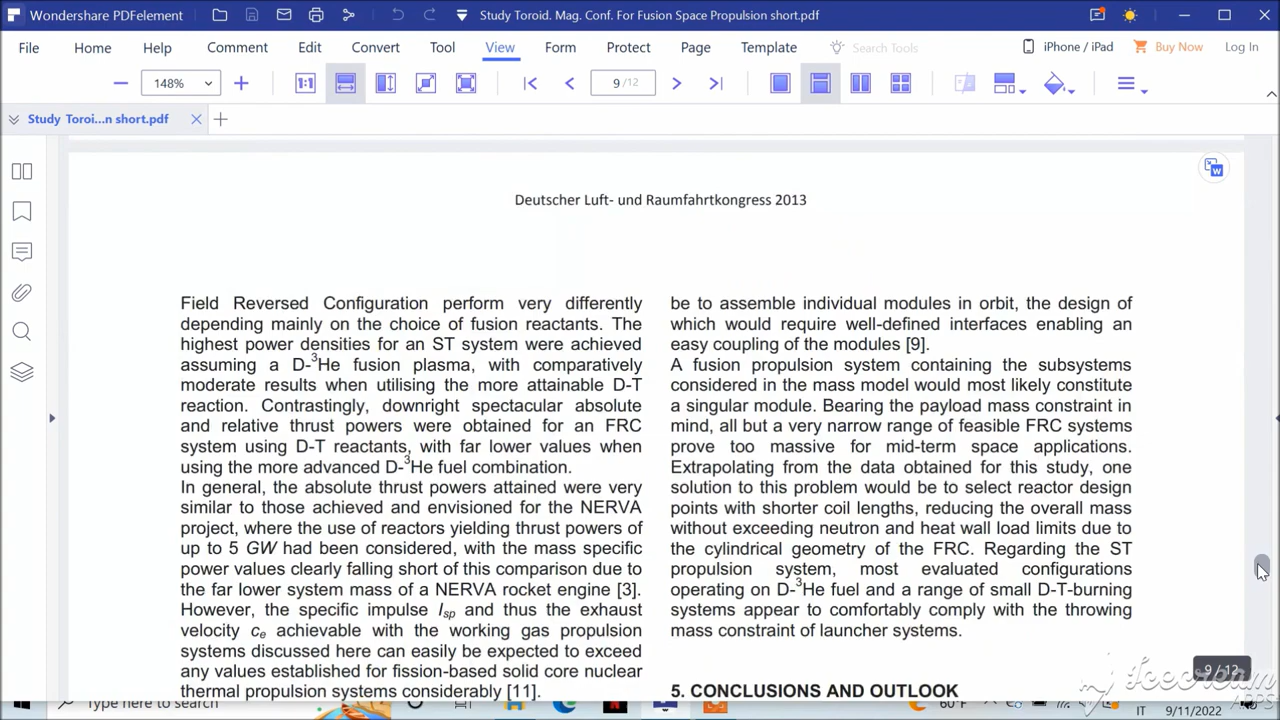 Wondershare PDFelement
Study Toroid. Mag. Conf. For Fusion Space Propulsion short.pdf
File Home Help Comment Edit Convert Tool View Form Protect Page Template Search Tools iPhone / iPad Buy Now Log In
148% 1:1 9 /12
Study Toroi...n short.pdf
Deutscher Luft- und Raumfahrtkongress 2013
Field Reversed Configuration perform very differently
depending mainly on the choice of fusion reactants. The
highest power densities for an ST system were achieved
assuming a D-³He fusion plasma, with comparatively
moderate results when utilising the more attainable D-T
reaction. Contrastingly, downright spectacular absolute
and relative thrust powers were obtained for an FRC
system using D-T reactants, with far lower values when
using the more advanced D-³He fuel combination.
In general, the absolute thrust powers attained were very
similar to those achieved and envisioned for the NERVA
project, where the use of reactors yielding thrust powers of
up to 5 GW had been considered, with the mass specific
power values clearly falling short of this comparison due to
the far lower system mass of a NERVA rocket engine [3].
However, the specific impulse Isp and thus the exhaust
velocity ce achievable with the working gas propulsion
systems discussed here can easily be expected to exceed
any values established for fission-based solid core nuclear
thermal propulsion systems considerably [11].
be to assemble individual modules in orbit, the design of
which would require well-defined interfaces enabling an
easy coupling of the modules [9].
A fusion propulsion system containing the subsystems
considered in the mass model would most likely constitute
a singular module. Bearing the payload mass constraint in
mind, all but a very narrow range of feasible FRC systems
prove too massive for mid-term space applications.
Extrapolating from the data obtained for this study, one
solution to this problem would be to select reactor design
points with shorter coil lengths, reducing the overall mass
without exceeding neutron and heat wall load limits due to
the cylindrical geometry of the FRC. Regarding the ST
propulsion system, most evaluated configurations
operating on D-³He fuel and a range of small D-T-burning
systems appear to comfortably comply with the throwing
mass constraint of launcher systems.
5. CONCLUSIONS AND OUTLOOK
9 / 12
Icecream
APPS
Type here to search
60°F
IT
9/11/2022